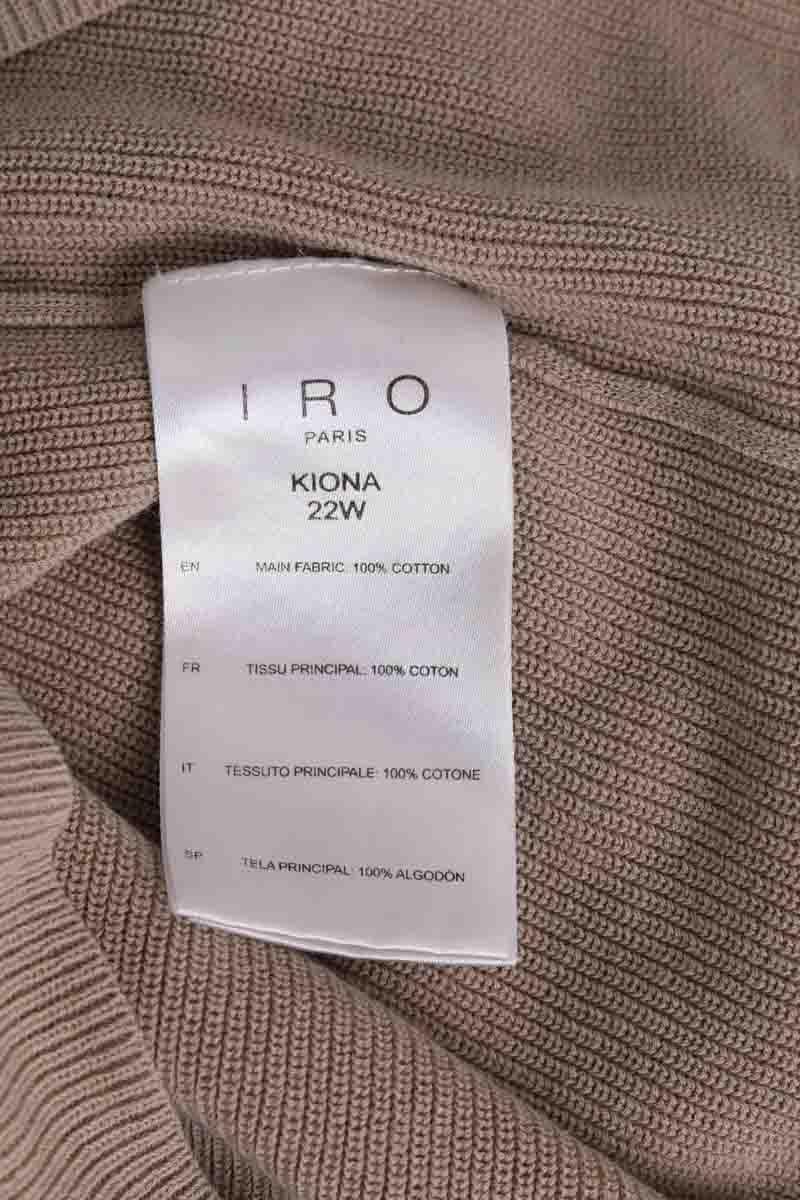 IRO
PARIS
KIONA
22W
EN MAIN FABRIC: 100% COTTON
FR TISSU PRINCIPAL: 100% COTON
IT TESSUTO PRINCIPALE: 100% COTONE
SP TELA PRINCIPAL: 100% ALGODÓN